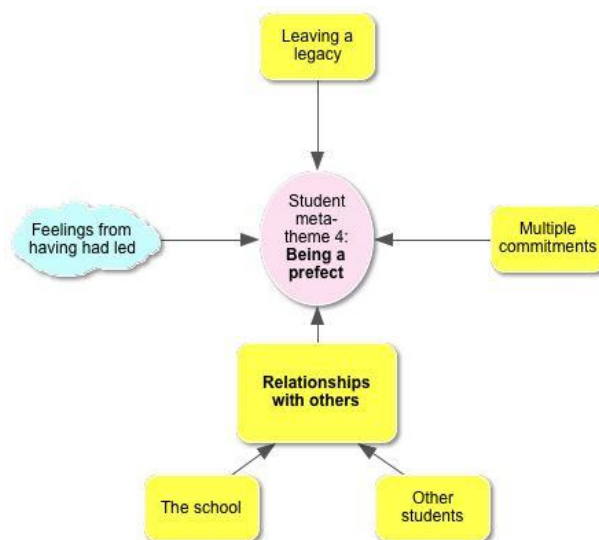 Leaving a
legacy
Feelings from
having had led
Student
meta-
theme 4:
Being a
prefect
Multiple
commitments
Relationships
with others
The school
Other
students